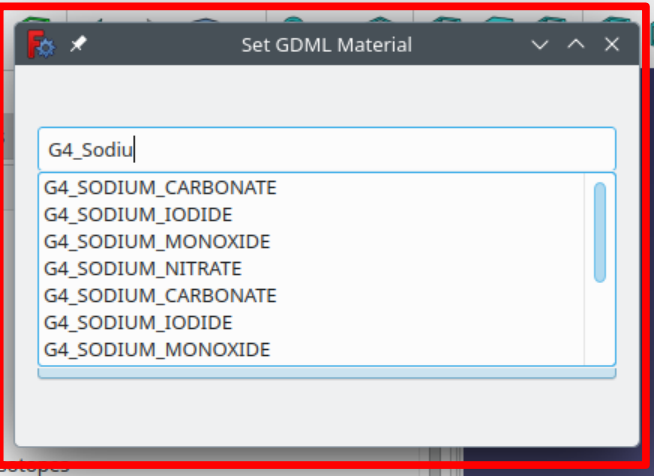 Set GDML Material
G4_Sodiu
G4_SODIUM_CARBONATE
G4_SODIUM_IODIDE
G4_SODIUM_MONOXIDE
G4_SODIUM_NITRATE
G4_SODIUM_CARBONATE
G4_SODIUM_IODIDE
G4_SODIUM_MONOXIDE